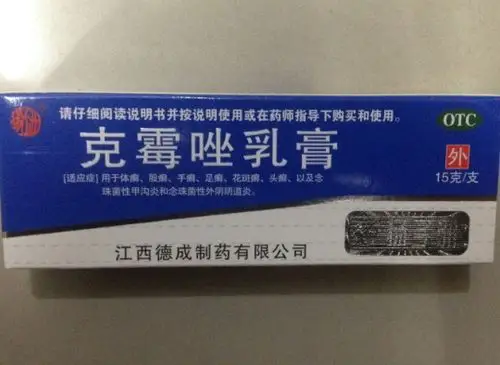 请仔细阅读说明书并按说明使用或在药师指导下购买和使用。
OTC
克霉唑乳膏
外
[适应症] 用于体癣、股癣、手癣、足癣、花斑癣、头癣、以及念
珠菌性甲沟炎和念珠菌性外阴阴道炎。
15克/支
江西德成制药有限公司